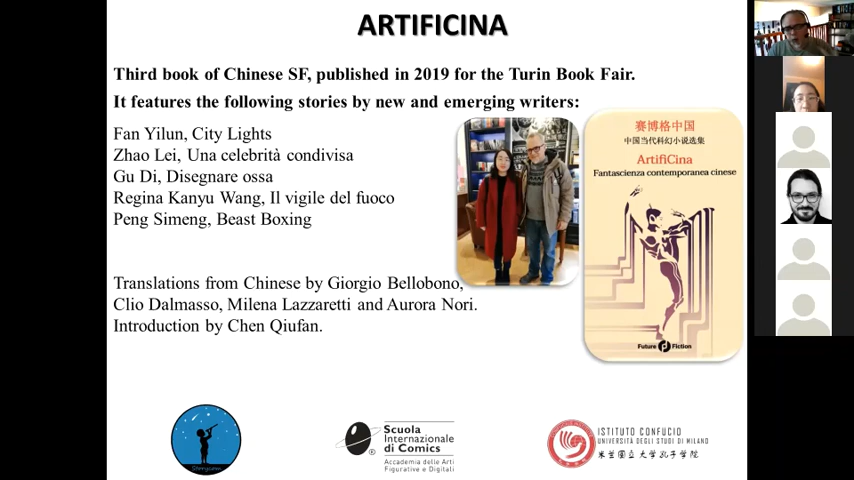 ARTIFICINA
Third book of Chinese SF, published in 2019 for the Turin Book Fair.
It features the following stories by new and emerging writers:
Fan Yilun, City Lights
Zhao Lei, Una celebrità condivisa
Gu Di, Disegnare ossa
Regina Kanyu Wang, Il vigile del fuoco
Peng Simeng, Beast Boxing
Translations from Chinese by Giorgio Bellobono,
Clio Dalmasso, Milena Lazzaretti and Aurora Nori.
Introduction by Chen Qiufan.
赛博格中国
中国当代科幻小说选集
ArtifiCina
Fantascienza contemporanea cinese
Future Fiction
Storycom
Scuola
Internazionale
di Comics
Accademia delle Arti
Figurative e Digitali
ISTITUTO CONFUCIO
UNIVERSITÀ DEGLI STUDI DI MILANO
米兰国立大学孔子学院